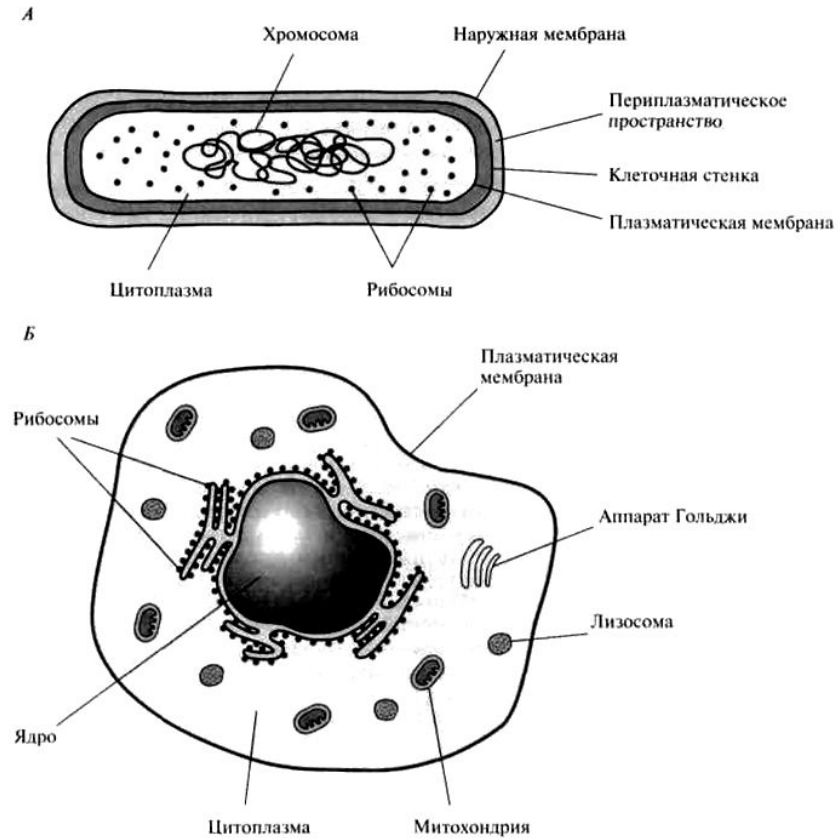 А
Хромосома
Наружная мембрана
Периплазматическое
пространство
Клеточная стенка
Плазматическая мембрана
Цитоплазма
Рибосомы
Б
Плазматическая
мембрана
Рибосомы
Аппарат Гольджи
Лизосома
Ядро
Цитоплазма
Митохондрия